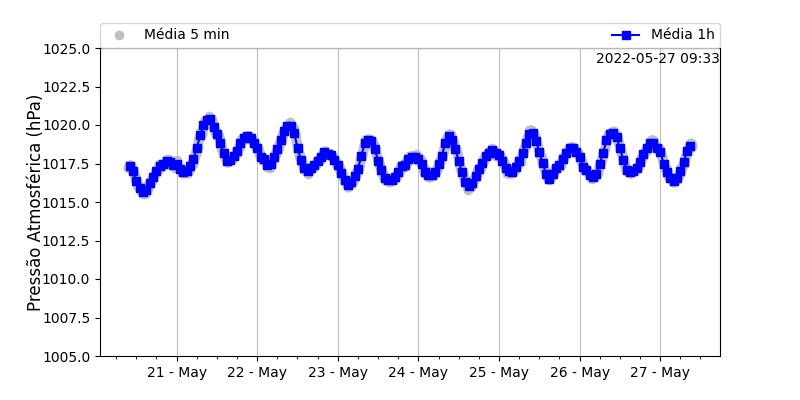 Média 5 min
Média 1h
2022-05-27 09:33
Pressão Atmosférica (hPa)
1025.0
1022.5
1020.0
1017.5
1015.0
1012.5
1010.0
1007.5
1005.0
21 - May
22 - May
23 - May
24 - May
25 - May
26 - May
27 - May